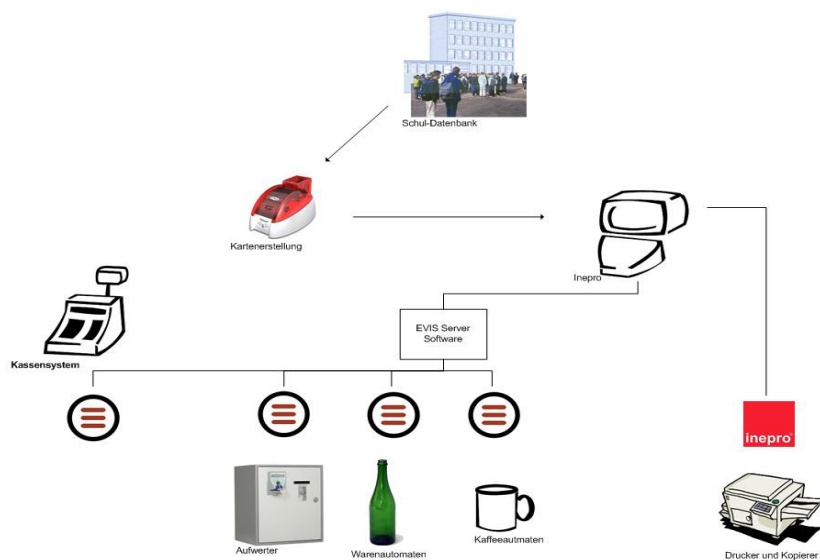 Schul-Datenbank
Kartenerstellung
Inepro
EVIS Server
Software
Kassensystem
inepro
Aufwerter
Warenautomaten
Kaffeeautmaten
Drucker und Kopierer